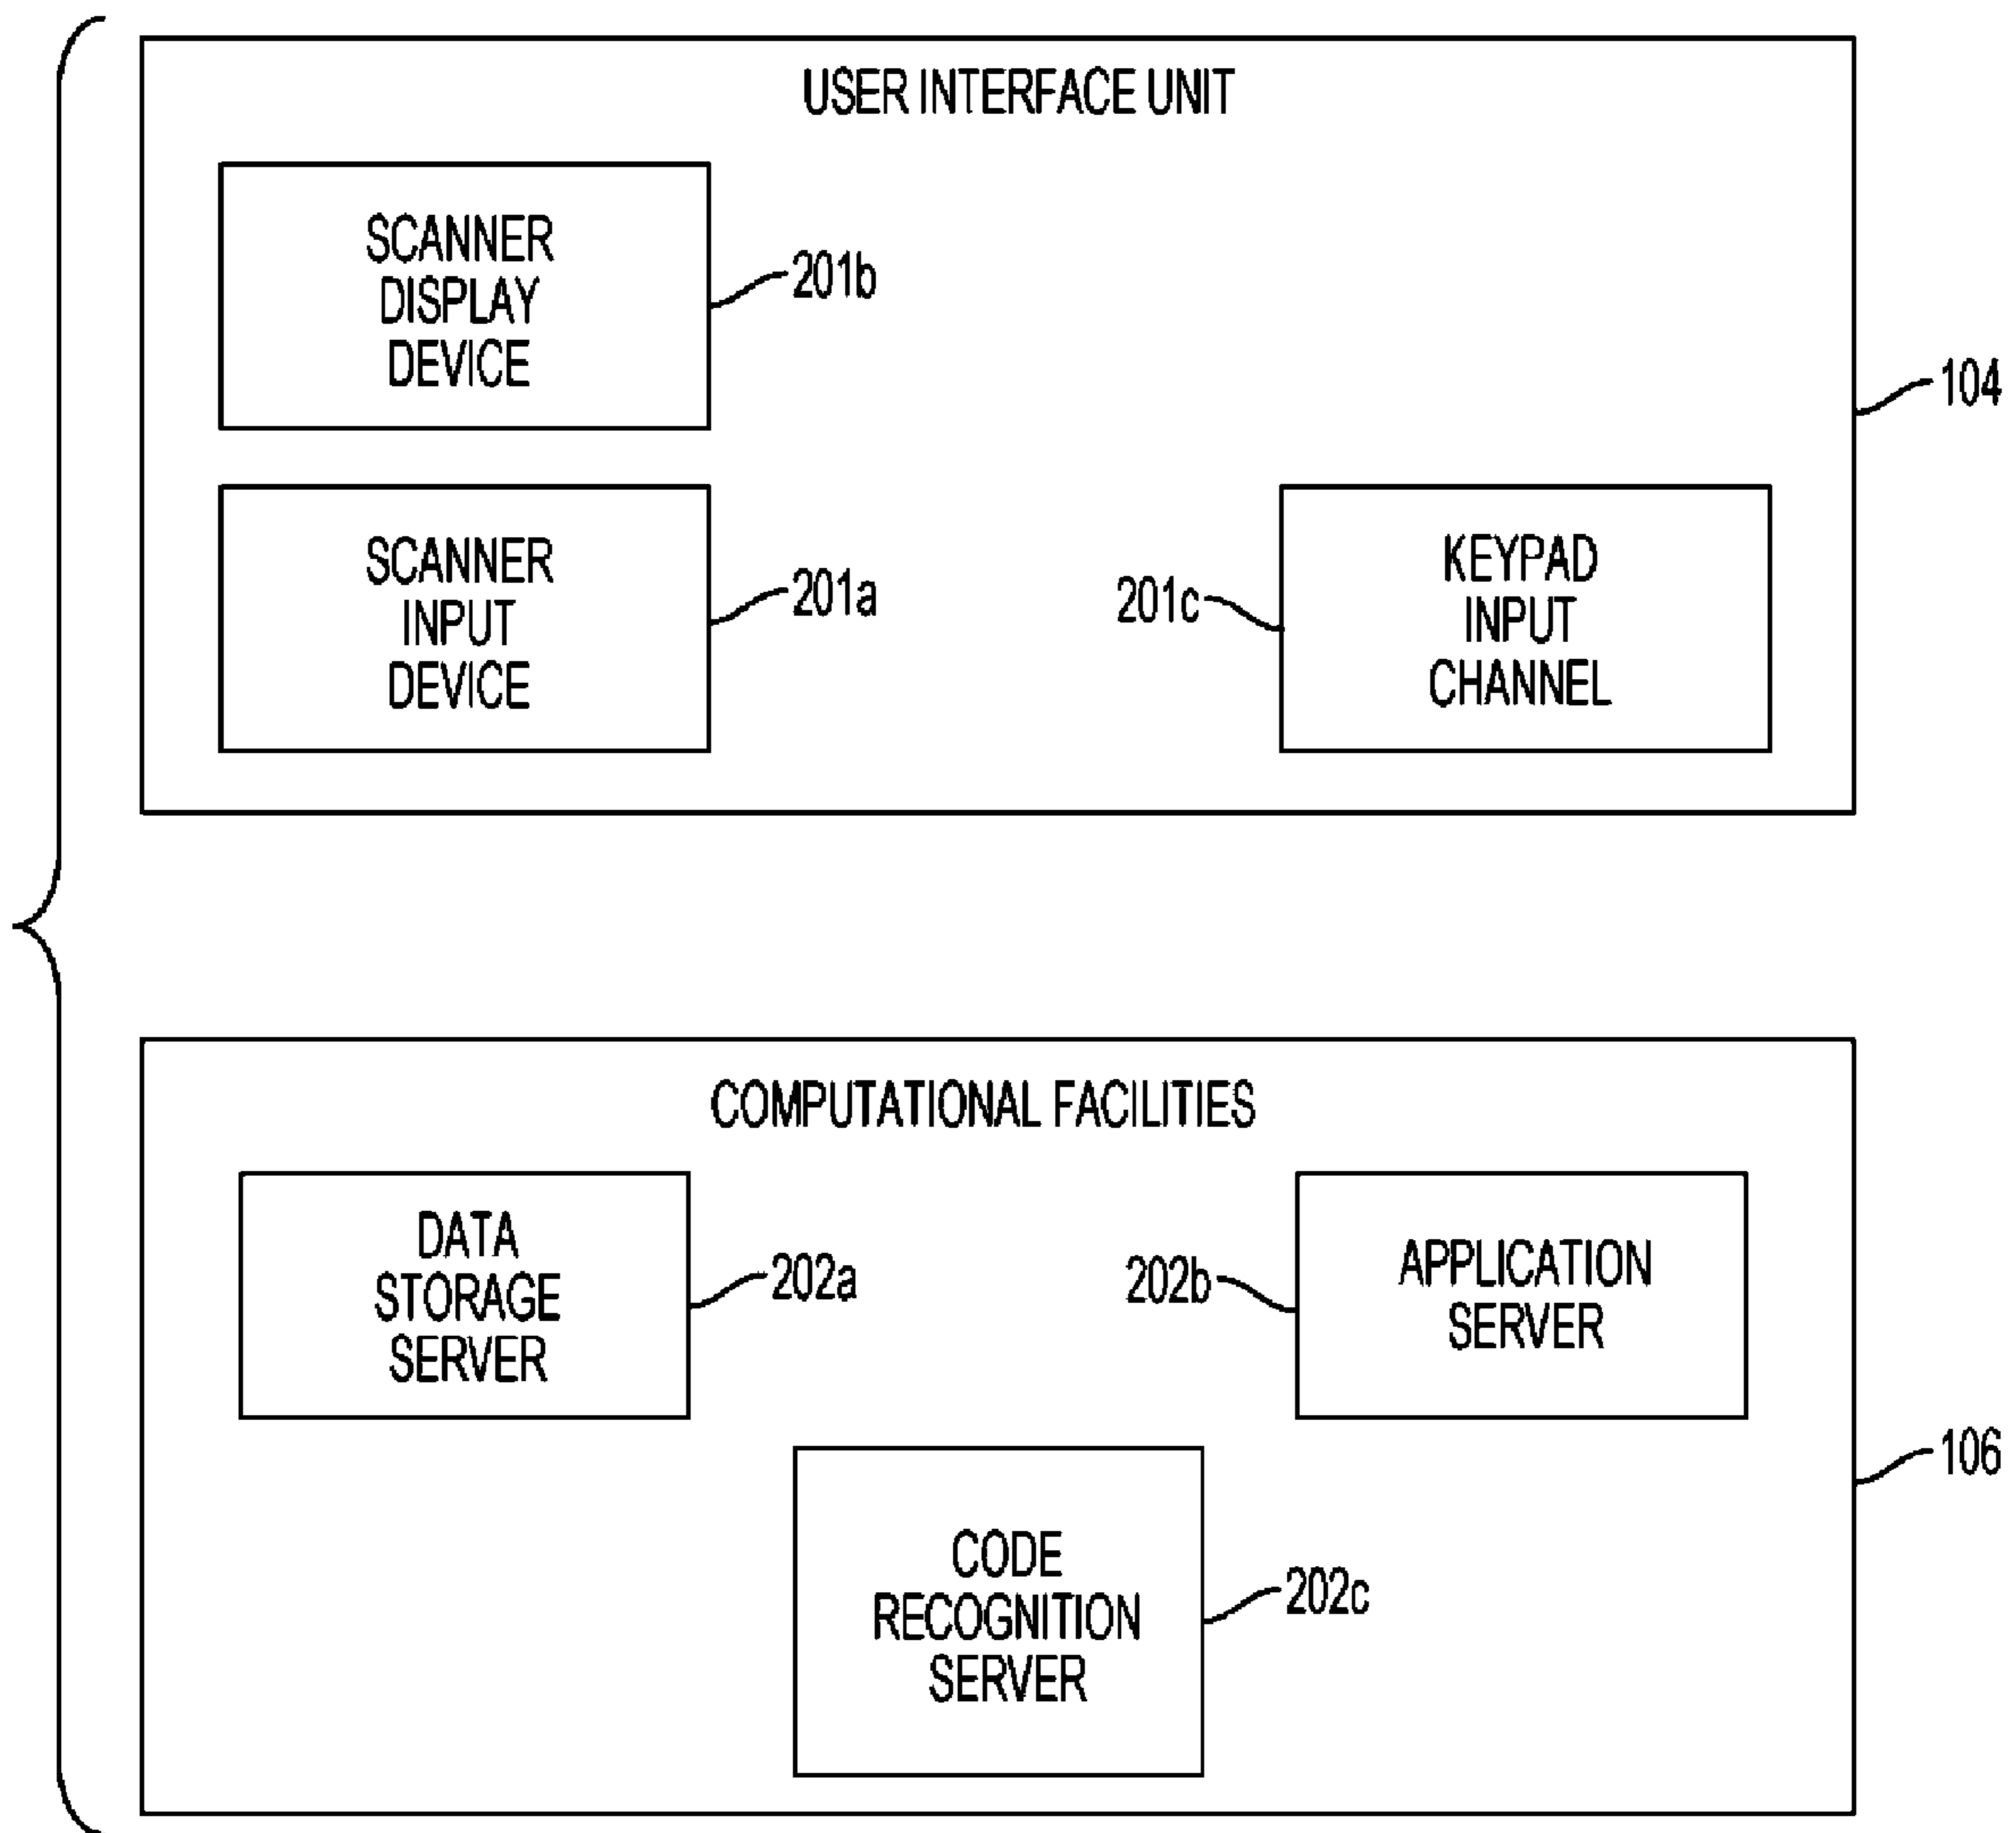 USER INTERFACE UNIT
SCANNER
DISPLAY
DEVICE
201b
104
SCANNER
INPUT
DEVICE
201a
201c
KEYPAD
INPUT
CHANNEL
COMPUTATIONAL FACILITIES
DATA
STORAGE
SERVER
202a
202b
APPLICATION
SERVER
106
CODE
RECOGNITION
SERVER
202c